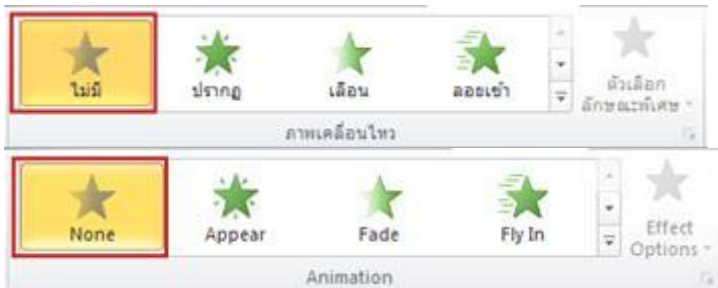 ไม่มี ปรากฏ เลือน ลอยเข้า ตัวเลือก
ลักษณะพิเศษ
ภาพเคลื่อนไหว
None Appear Fade Fly In Effect
Options
Animation